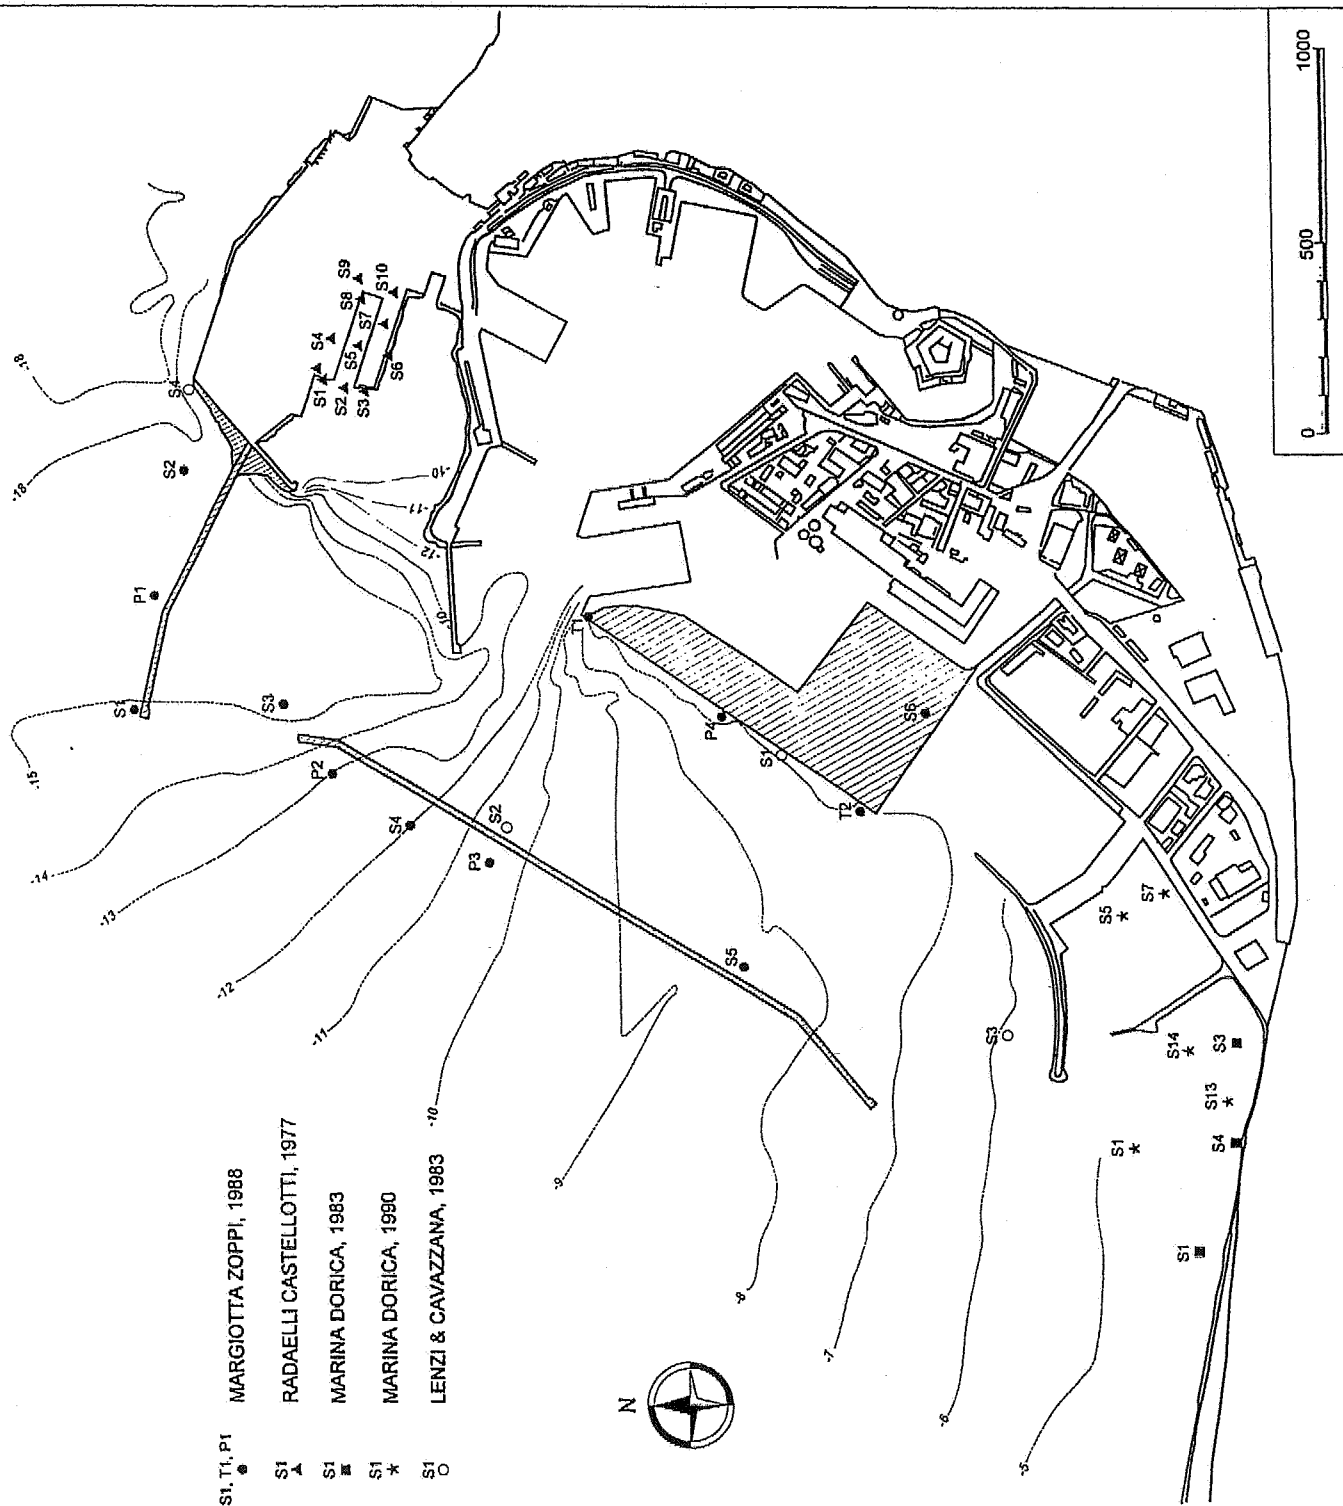 S1, T1, P1 MARGIOTTA ZOPPI, 1988
S1 RADAELLI CASTELLOTTI, 1977
S1 MARINA DORICA, 1983
S1 MARINA DORICA, 1990
S1 LENZI & CAVAZZANA, 1983
N
0 500 1000
-18
-18
-15
-14
-13
-12
-11
-10
-9
-8
-7
-6
-5
-10
-11
-12
-10
S4
S2
P1
S1
S3
P2
S4
P3
S2
S5
T1
P4
S1
S6
T2
S3
S1
S2
S3
S4
S5
S6
S7
S8
S9
S10
S5
S7
S14
S13
S1
S3
S4
S1